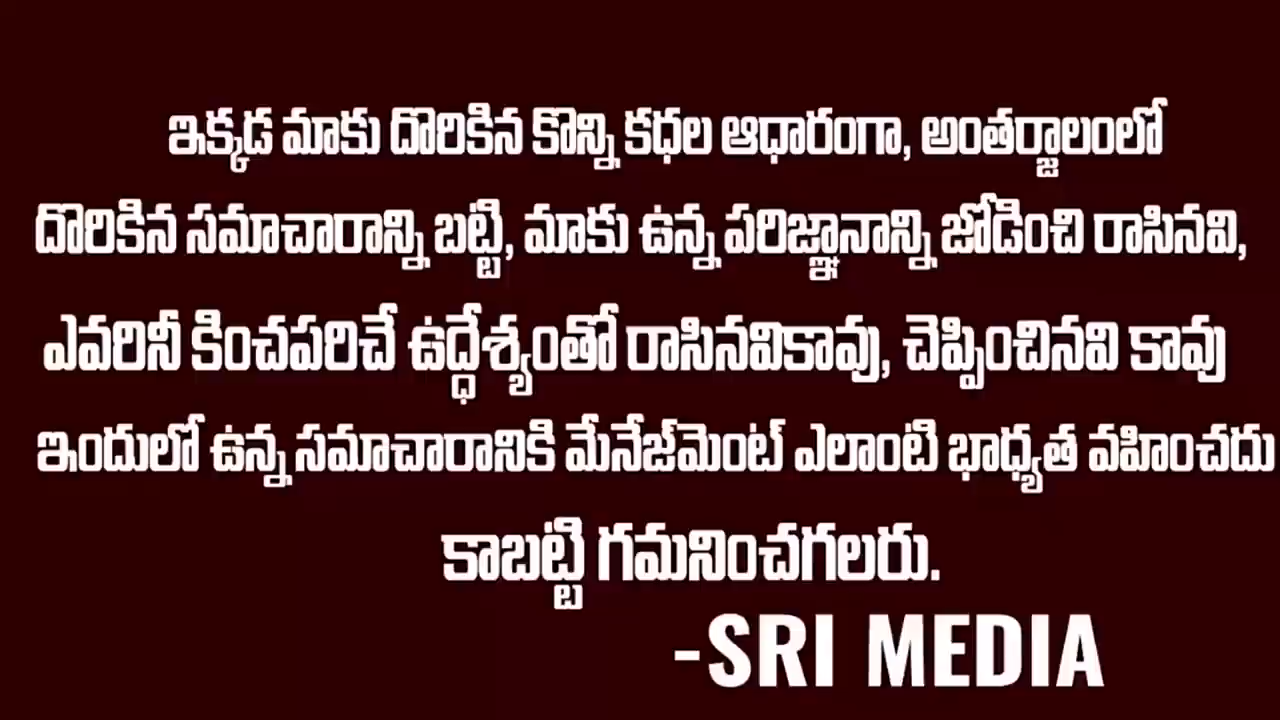 ఇక్కడ మాకు దొరికిన కొన్ని కధల ఆధారంగా, అంతర్జాలంలో
దొరికిన సమాచారాన్ని బట్టి, మాకు ఉన్న పరిజ్ఞానాన్ని జోడించి రాసినవి,
ఎవరినీ కించపరిచే ఉద్ధేశ్యంతో రాసినవికావు, చెప్పించినవి కావు
ఇందులో ఉన్న సమాచారానికి మేనేజ్‌మెంట్ ఎలాంటి భాధ్యత వహించదు
కాబట్టి గమనించగలరు.
-SRI MEDIA